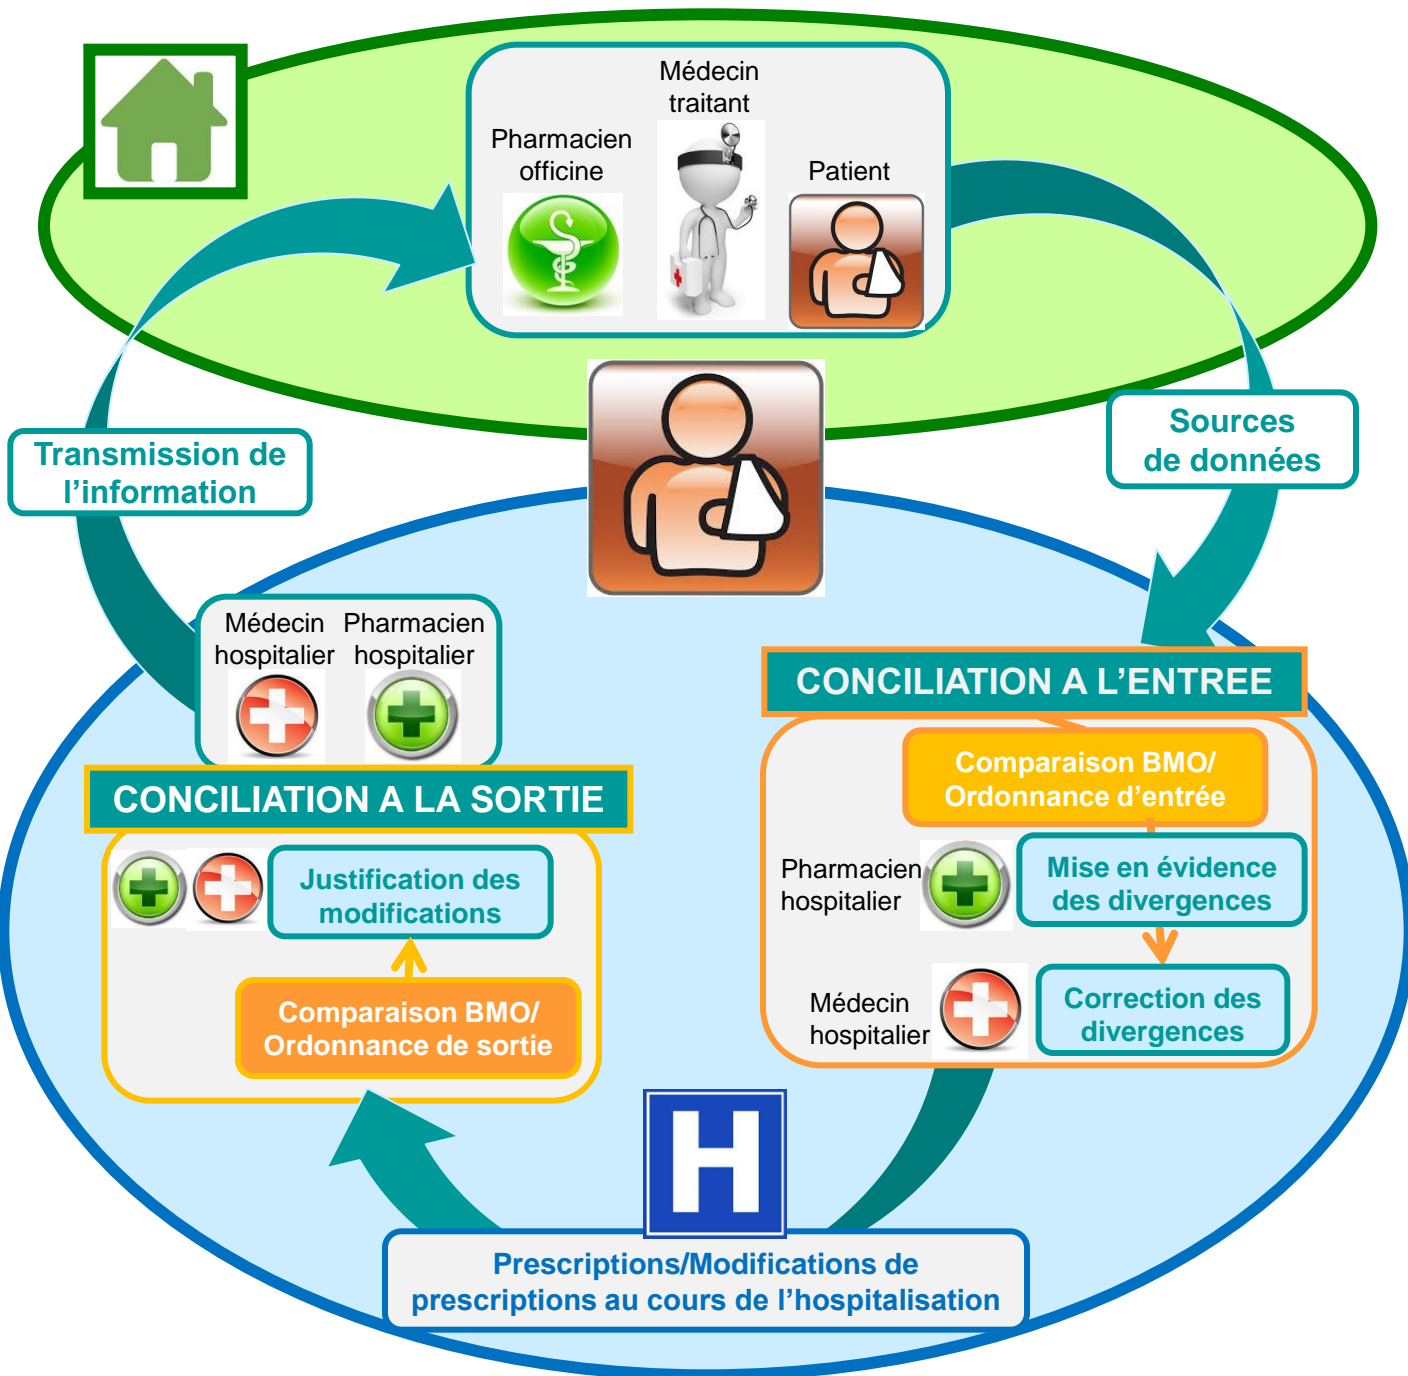 Médecin
traitant
Pharmacien
officine
Patient
Sources
de données
Transmission de
l’information
Médecin
hospitalier
Pharmacien
hospitalier
CONCILIATION A L’ENTREE
Comparaison BMO/
Ordonnance d’entrée
Pharmacien
hospitalier
Mise en évidence
des divergences
Médecin
hospitalier
Correction des
divergences
CONCILIATION A LA SORTIE
Justification des
modifications
Comparaison BMO/
Ordonnance de sortie
H
Prescriptions/Modifications de
prescriptions au cours de l’hospitalisation